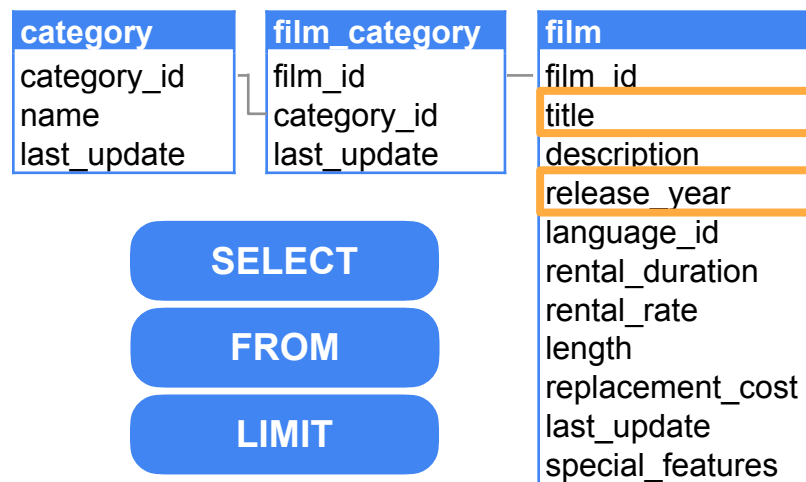 category
category_id
name
last_update
film_category
film_id
category_id
last_update
film
film_id
title
description
release_year
language_id
rental_duration
rental_rate
length
replacement_cost
last_update
special_features
SELECT
FROM
LIMIT